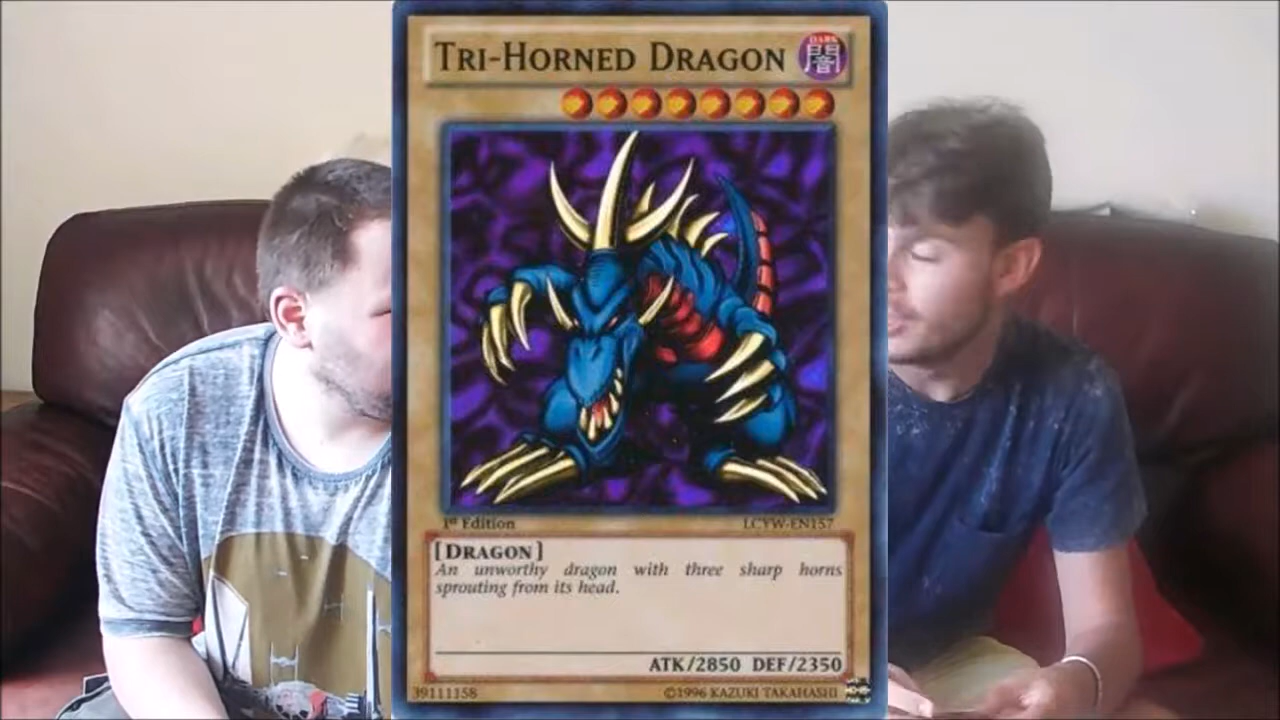 TRI-HORNED DRAGON
DARK
闇
1st Edition
LCYW-EN157
[DRAGON]
An unworthy dragon with three sharp horns
sprouting from its head.
ATK/2850 DEF/2350
39111158
©1996 KAZUKI TAKAHASHI